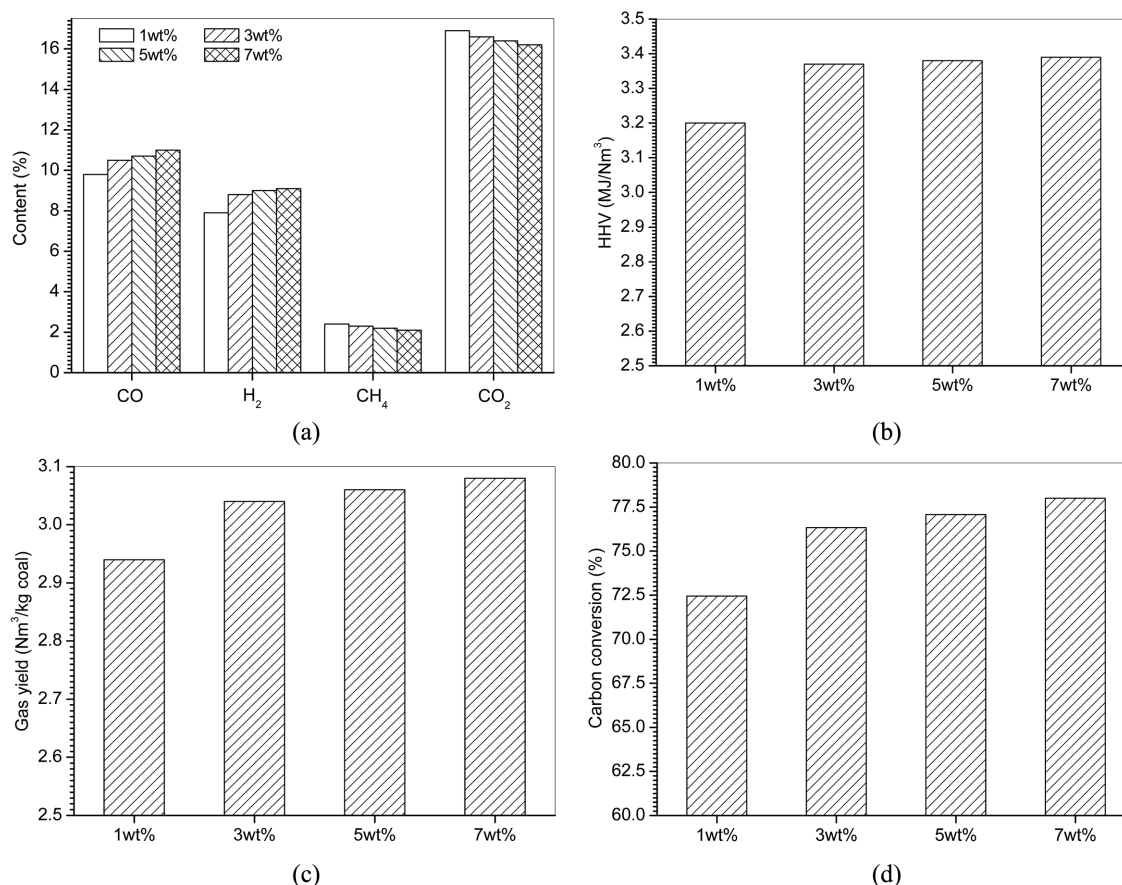 1wt% 3wt%
5wt% 7wt%
Content (%)
16
14
12
10
8
6
4
2
0
CO H₂ CH₄ CO₂
(a)
HHV (MJ/Nm³)
3.5
3.4
3.3
3.2
3.1
3.0
2.9
2.8
2.7
2.6
2.5
1wt% 3wt% 5wt% 7wt%
(b)
Gas yield (Nm³/kg coal)
3.1
3.0
2.9
2.8
2.7
2.6
2.5
1wt% 3wt% 5wt% 7wt%
(c)
Carbon conversion (%)
80.0
77.5
75.0
72.5
70.0
67.5
65.0
62.5
60.0
1wt% 3wt% 5wt% 7wt%
(d)